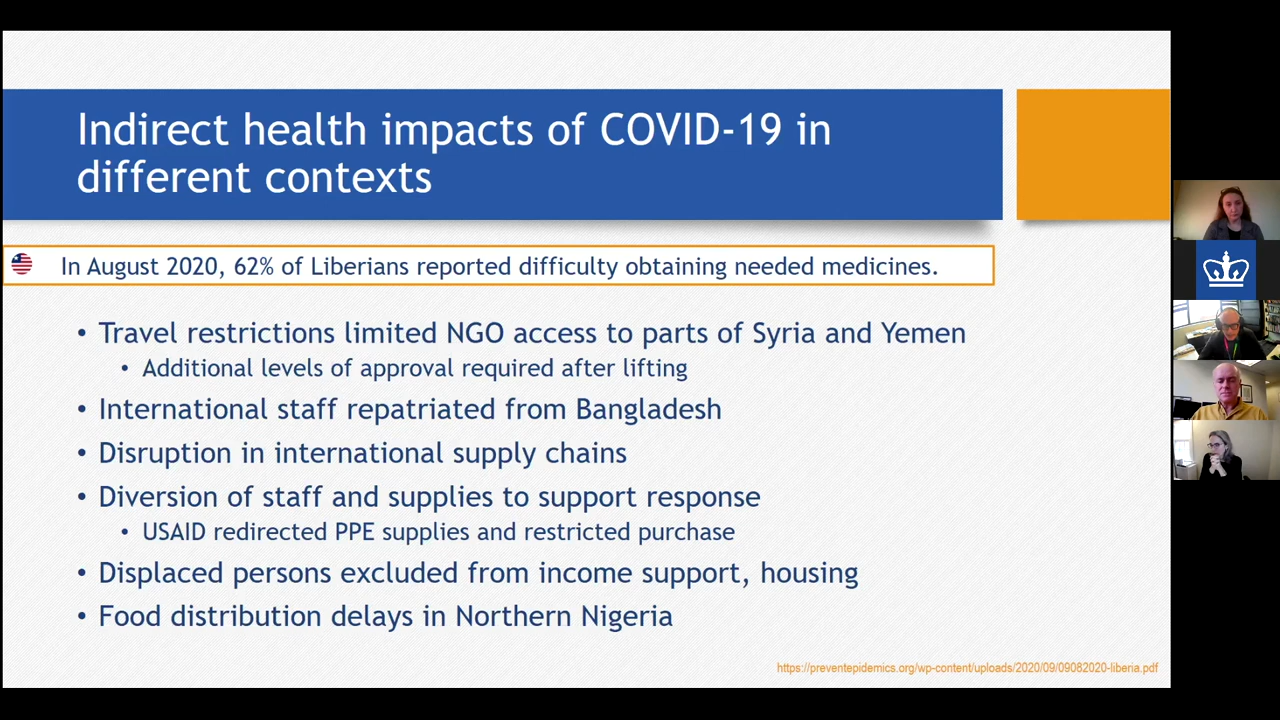 Indirect health impacts of COVID-19 in
different contexts
In August 2020, 62% of Liberians reported difficulty obtaining needed medicines.
• Travel restrictions limited NGO access to parts of Syria and Yemen
• Additional levels of approval required after lifting
• International staff repatriated from Bangladesh
• Disruption in international supply chains
• Diversion of staff and supplies to support response
• USAID redirected PPE supplies and restricted purchase
• Displaced persons excluded from income support, housing
• Food distribution delays in Northern Nigeria
https://preventepidemics.org/wp-content/uploads/2020/09/09082020-liberia.pdf